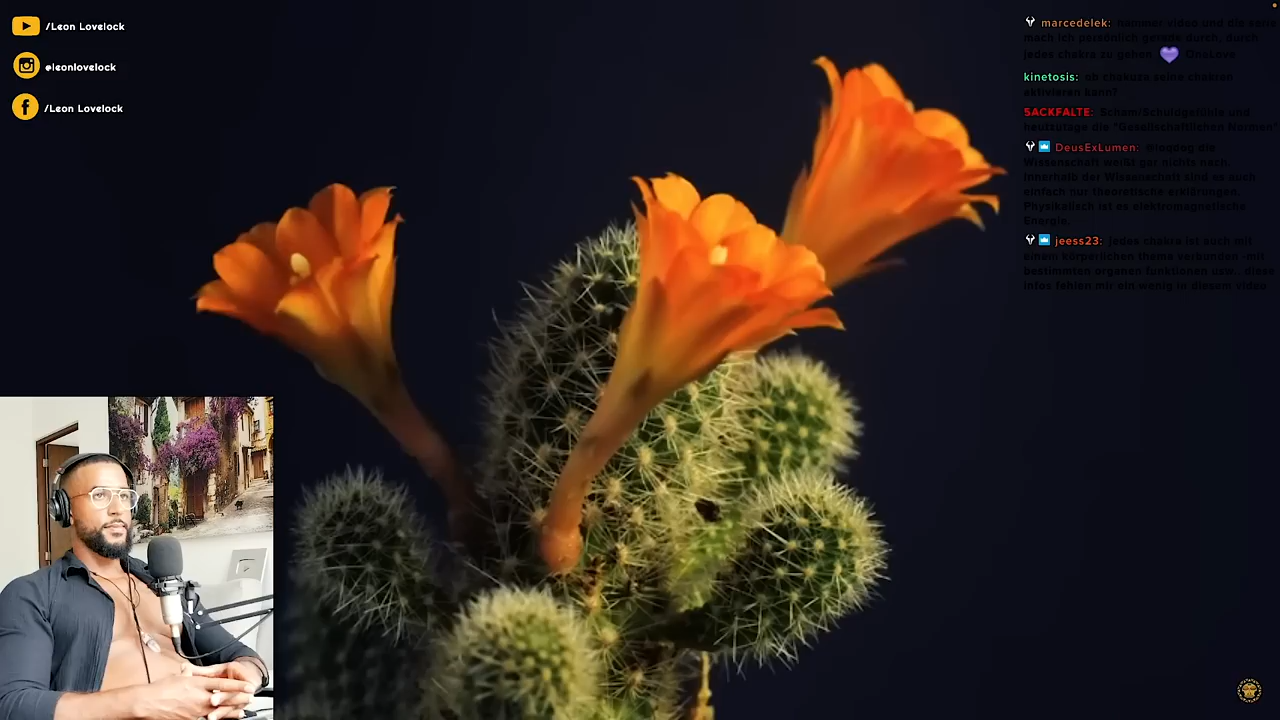 /Leon Lovelock
@leonlovelock
/Leon Lovelock
marcedelek: hammer video und die serie
mach ich persönlich gerade durch, durch
jedes chakra zu gehen OneLove
kinetosis: ob chakuza seine chakren
aktivieren kann?
SACKFALTE: Scham/Schuldgefühle und
heutzutage die "Gesellschaftlichen Normen"
DeusExLumen: die
Wissenschaft weißt gar nichts nach.
Innerhalb der Wissenschaft sind es auch
einfach nur theoretische erklärungen.
Physikalisch ist es elektromagnetische
Energie.
jeess23: jedes chakra ist auch mit
einem körperlichen thema verbunden -mit
bestimmten organen funktionen usw.. diese
infos fehlen mir ein wenig in diesem video